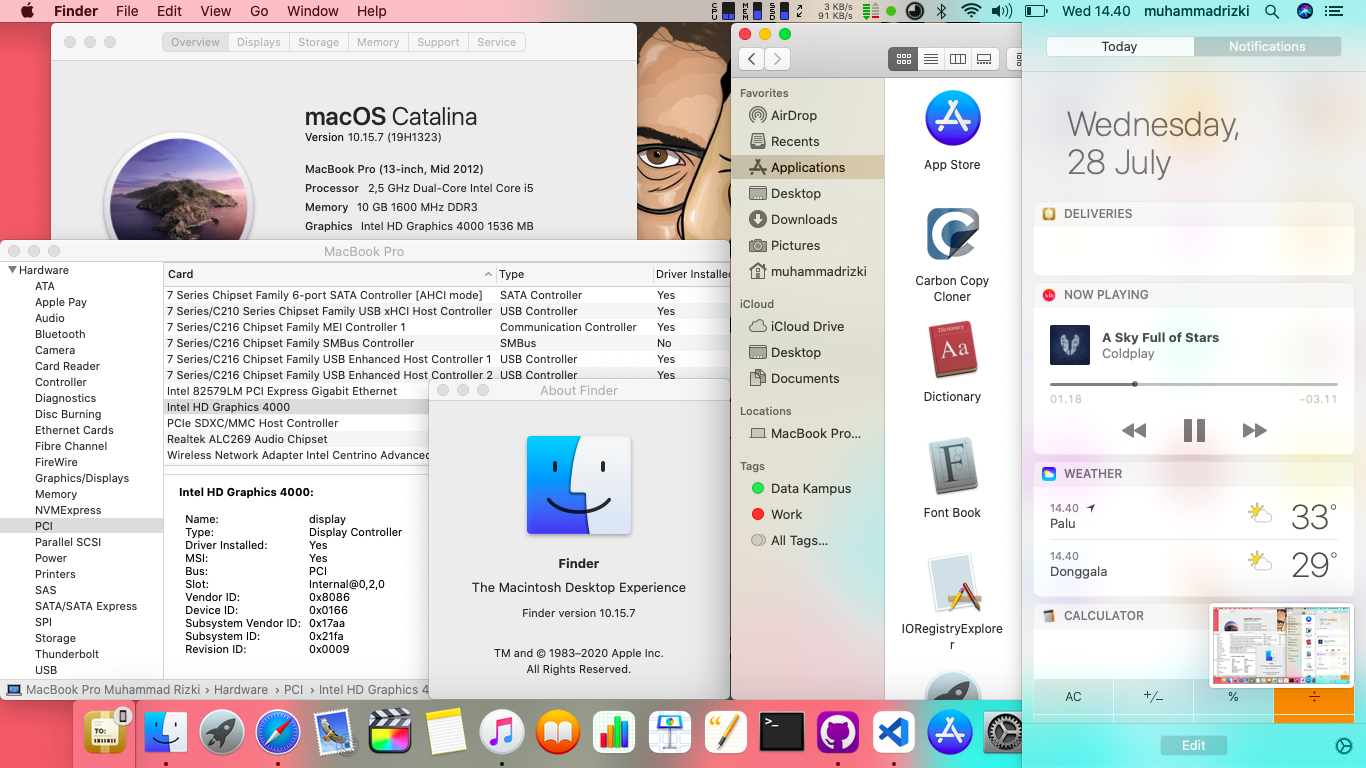 Finder File Edit View Go Window Help
CPU MEM SSD 3 KB/s
91 KB/s
Wed 14.40 muhammadrizki
Overview Displays Storage Memory Support Service
macOS Catalina
Version 10.15.7 (19H1323)
MacBook Pro (13-inch, Mid 2012)
Processor 2,5 GHz Dual-Core Intel Core i5
Memory 10 GB 1600 MHz DDR3
Graphics Intel HD Graphics 4000 1536 MB
MacBook Pro
Hardware
ATA
Apple Pay
Audio
Bluetooth
Camera
Card Reader
Controller
Diagnostics
Disc Burning
Ethernet Cards
Fibre Channel
FireWire
Graphics/Displays
Memory
NVMExpress
PCI
Parallel SCSI
Power
Printers
SAS
SATA/SATA Express
SPI
Storage
Thunderbolt
USB
Card Type Driver Installe
7 Series Chipset Family 6-port SATA Controller [AHCI mode] SATA Controller Yes
7 Series/C210 Series Chipset Family USB xHCI Host Controller USB Controller Yes
7 Series/C216 Chipset Family MEI Controller 1 Communication Controller Yes
7 Series/C216 Chipset Family SMBus Controller SMBus No
7 Series/C216 Chipset Family USB Enhanced Host Controller 1 USB Controller Yes
7 Series/C216 Chipset Family USB Enhanced Host Controller 2 USB Controller Yes
Intel 82579LM PCI Express Gigabit Ethernet
Intel HD Graphics 4000
PCIe SDXC/MMC Host Controller
Realtek ALC269 Audio Chipset
Wireless Network Adapter Intel Centrino Advanced
Intel HD Graphics 4000:
Name: display
Type: Display Controller
Driver Installed: Yes
MSI: Yes
Bus: PCI
Slot: Internal@0,2,0
Vendor ID: 0x8086
Device ID: 0x0166
Subsystem Vendor ID: 0x17aa
Subsystem ID: 0x21fa
Revision ID: 0x0009
MacBook Pro Muhammad Rizki › Hardware › PCI › Intel HD Graphics 4
About Finder
Finder
The Macintosh Desktop Experience
Finder version 10.15.7
TM and © 1983–2020 Apple Inc.
All Rights Reserved.
Favorites
AirDrop
Recents
Applications
Desktop
Downloads
Pictures
muhammadrizki
iCloud
iCloud Drive
Desktop
Documents
Locations
MacBook Pro...
Tags
Data Kampus
Work
All Tags...
App Store
Carbon Copy
Cloner
Dictionary
Aa
Dictionary
F
Font Book
IORegistryExplore
r
Today Notifications
Wednesday,
28 July
DELIVERIES
NOW PLAYING
A Sky Full of Stars
Coldplay
01.18 ~03.11
WEATHER
14.40
Palu 33°
14.40
Donggala 29°
CALCULATOR
AC +/− % ÷
Edit
TO:
>_